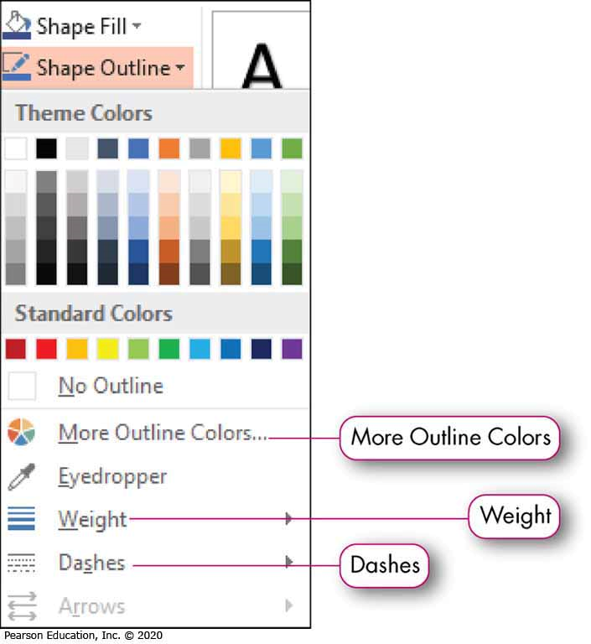 Shape Fill
Shape Outline
A
Theme Colors
Standard Colors
No Outline
More Outline Colors...
More Outline Colors
Eyedropper
Weight
Weight
Dashes
Dashes
Arrows
Pearson Education, Inc. © 2020